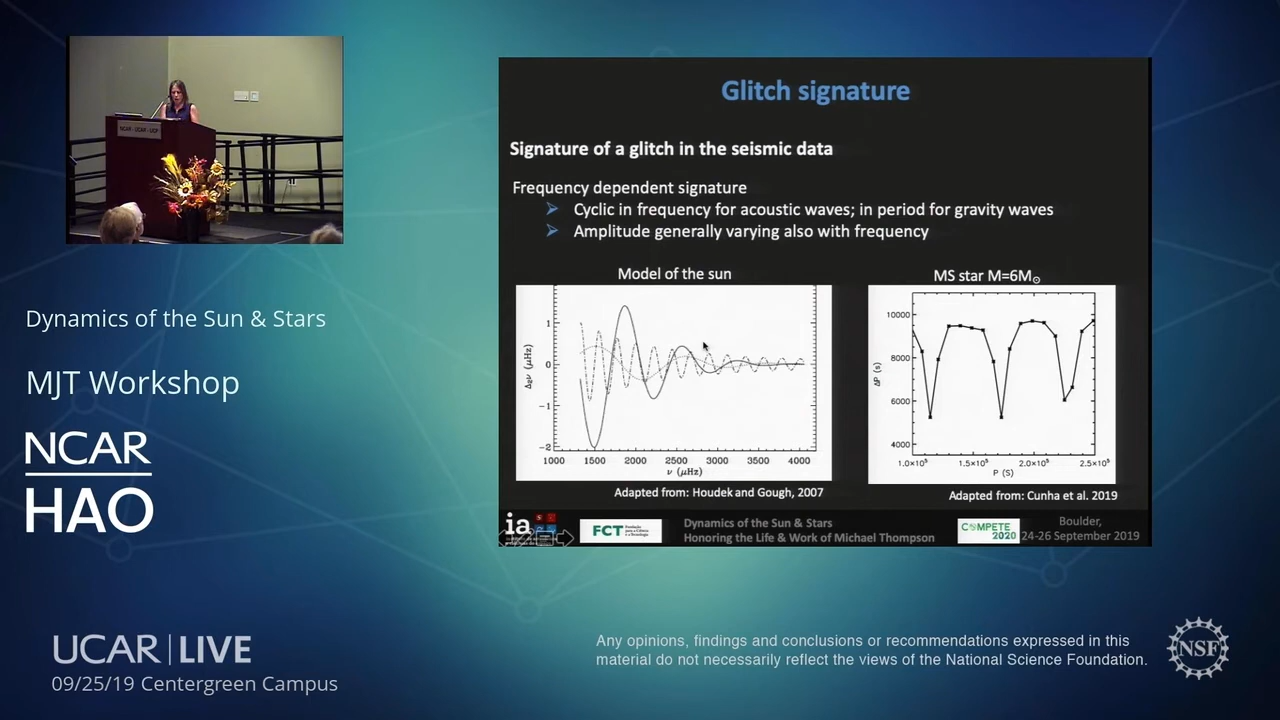 NCAR - UCAR - UCP
Dynamics of the Sun & Stars
MJT Workshop
NCAR
HAO
UCAR | LIVE
09/25/19 Centergreen Campus
Glitch signature
Signature of a glitch in the seismic data
Frequency dependent signature
Cyclic in frequency for acoustic waves; in period for gravity waves
Amplitude generally varying also with frequency
Model of the sun
1
0
-1
-2
Δ₂ν (μHz)
1000 1500 2000 2500 3000 3500 4000
ν (μHz)
Adapted from: Houdek and Gough, 2007
MS star M=6M⊙
10000
8000
6000
4000
ΔP (s)
1.0×10⁵ 1.5×10⁵ 2.0×10⁵ 2.5×10⁵
P (S)
Adapted from: Cunha et al. 2019
ia
FCT
Dynamics of the Sun & Stars
Honoring the Life & Work of Michael Thompson
COMPETE
2020
Boulder,
24-26 September 2019
Any opinions, findings and conclusions or recommendations expressed in this
material do not necessarily reflect the views of the National Science Foundation.
NSF